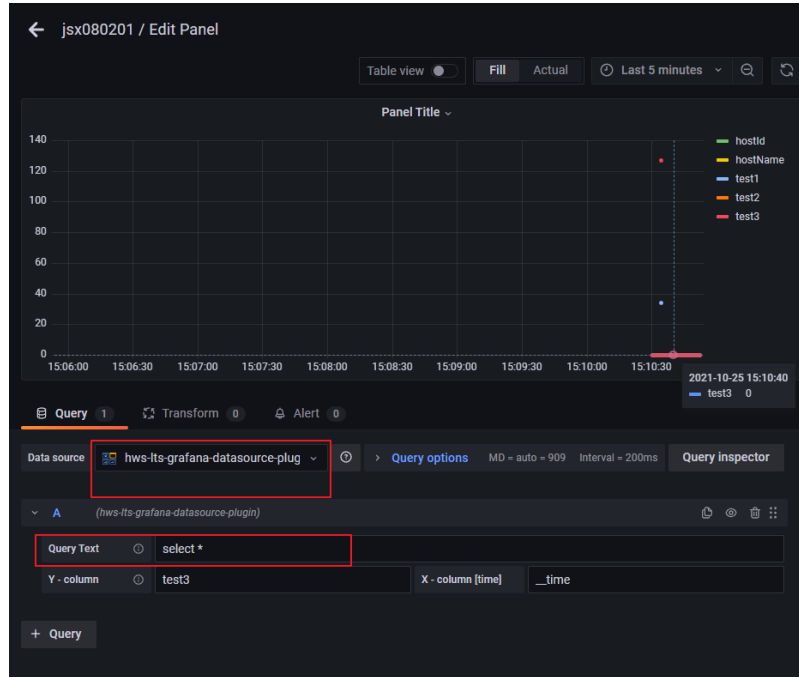 jsx080201 / Edit Panel
Table view Fill Actual Last 5 minutes
Panel Title
140
120
100
80
60
40
20
0
hostId
hostName
test1
test2
test3
15:06:00 15:06:30 15:07:00 15:07:30 15:08:00 15:08:30 15:09:00 15:09:30 15:10:00 15:10:30
2021-10-25 15:10:40
test3 0
Query 1 Transform 0 Alert 0
Data source hws-lts-grafana-datasource-plug Query options MD = auto = 909 Interval = 200ms Query inspector
A (hws-lts-grafana-datasource-plugin)
Query Text select *
Y - column test3 X - column [time] __time
+ Query